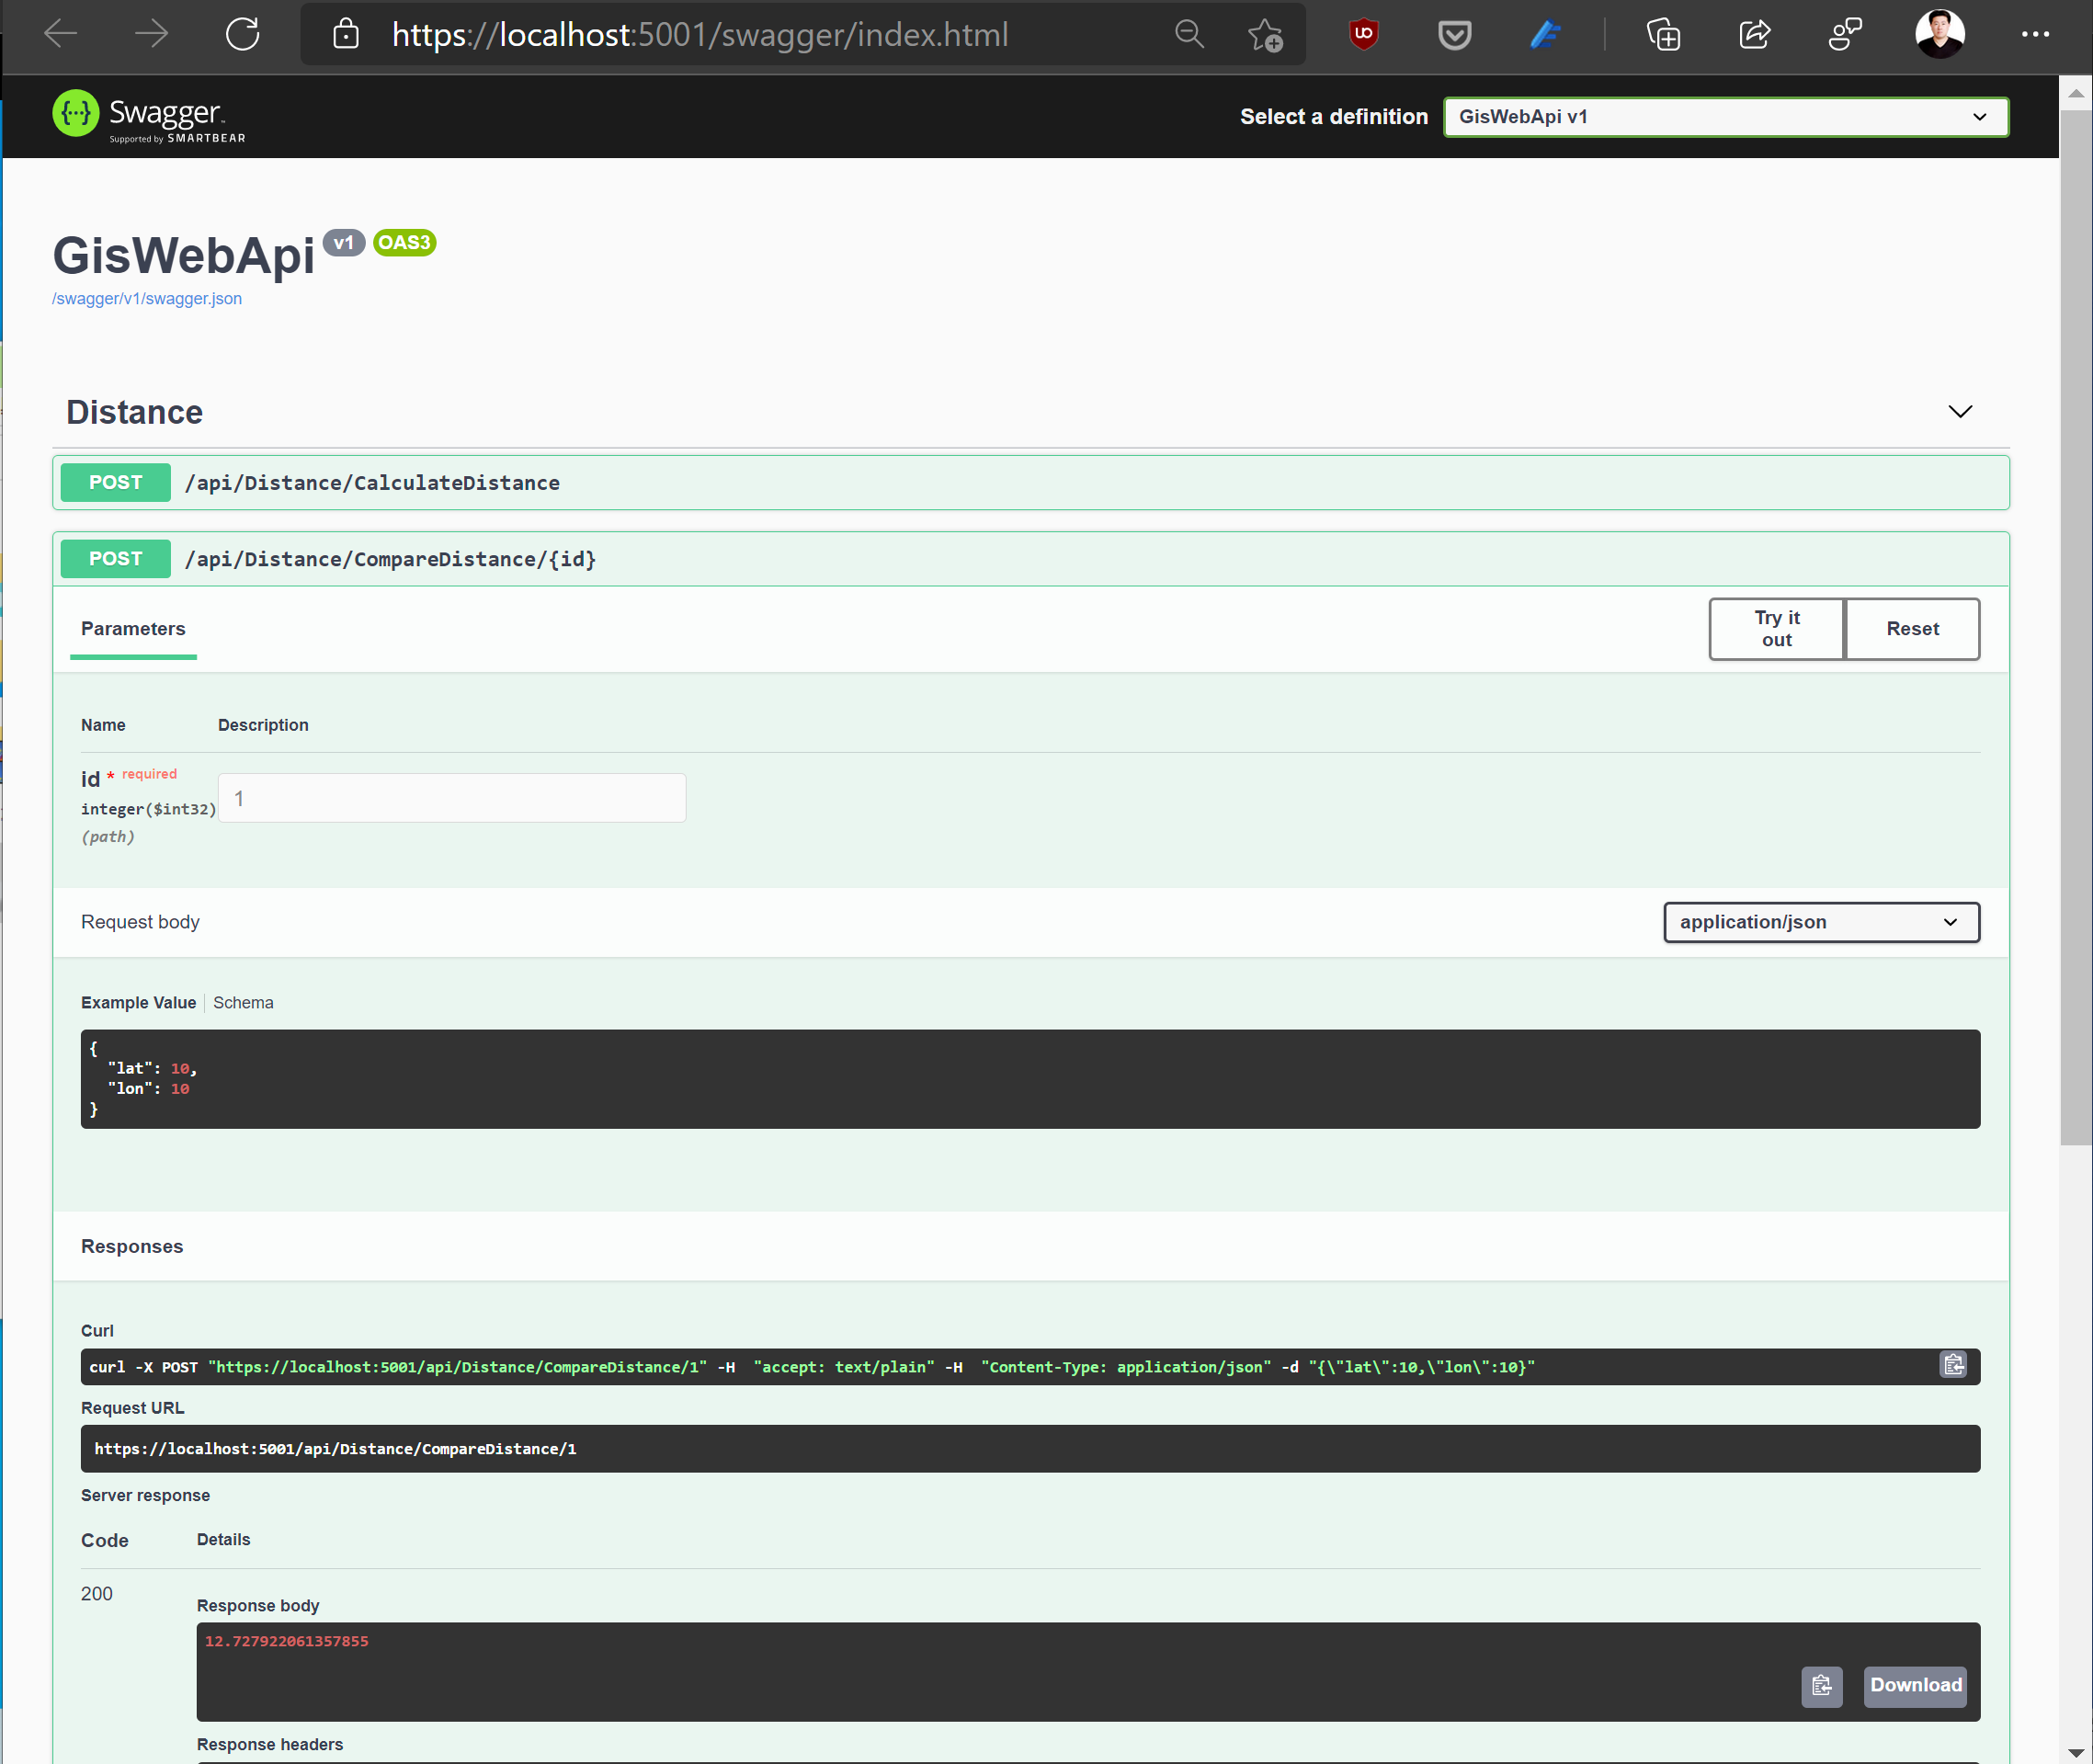 https://localhost:5001/swagger/index.html
UO
{···} Swagger™
Supported by SMARTBEAR
Select a definition
GisWebApi v1
GisWebApi v1 OAS3
/swagger/v1/swagger.json
Distance
POST /api/Distance/CalculateDistance
POST /api/Distance/CompareDistance/{id}
Parameters
Try it
out
Reset
Name Description
id * required
integer($int32)
(path)
1
Request body
application/json
Example Value Schema
{
"lat": 10,
"lon": 10
}
Responses
Curl
curl -X POST "https://localhost:5001/api/Distance/CompareDistance/1" -H  "accept: text/plain" -H  "Content-Type: application/json" -d "{\"lat\":10,\"lon\":10}"
Request URL
https://localhost:5001/api/Distance/CompareDistance/1
Server response
Code Details
200
Response body
12.727922061357855
Download
Response headers